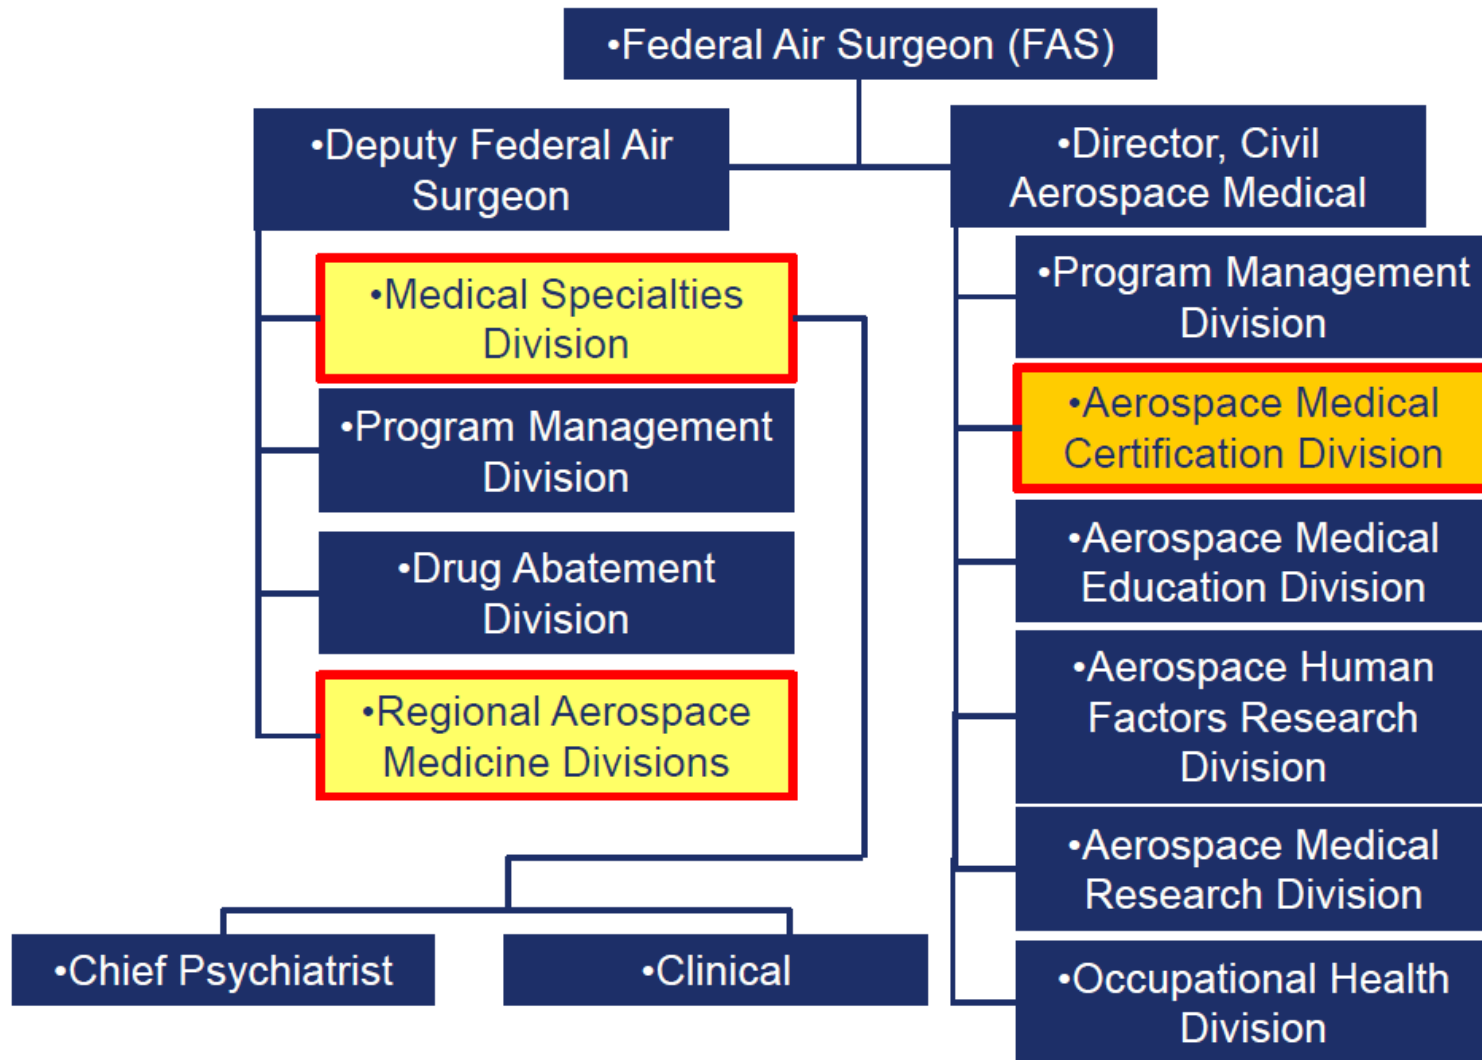 •Federal Air Surgeon (FAS)
•Deputy Federal Air
Surgeon
•Director, Civil
Aerospace Medical
•Medical Specialties
Division
•Program Management
Division
•Drug Abatement
Division
•Regional Aerospace
Medicine Divisions
•Chief Psychiatrist
•Clinical
•Program Management
Division
•Aerospace Medical
Certification Division
•Aerospace Medical
Education Division
•Aerospace Human
Factors Research
Division
•Aerospace Medical
Research Division
•Occupational Health
Division